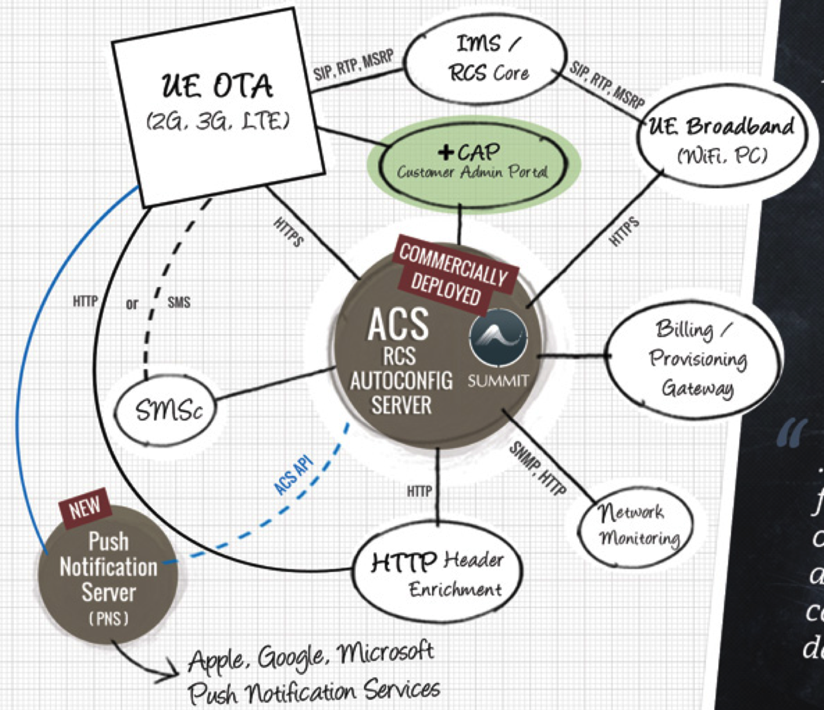 UE OTA
(2G, 3G, LTE)
SIP, RTP, MSRP
IMS /
RCS Core
SIP, RTP, MSRP
UE Broadband
(WiFi, PC)
+CAP
Customer Admin Portal
HTTPS
HTTPS
COMMERCIALLY
DEPLOYED
ACS
RCS
AUTOCONFIG
SERVER
SUMMIT
HTTP or SMS
Billing /
Provisioning
Gateway
SMSc
ACS API
SNMP, HTTP
HTTP
Network
Monitoring
NEW
Push
Notification
Server
(PNS)
HTTP Header
Enrichment
Apple, Google, Microsoft
Push Notification Services
“